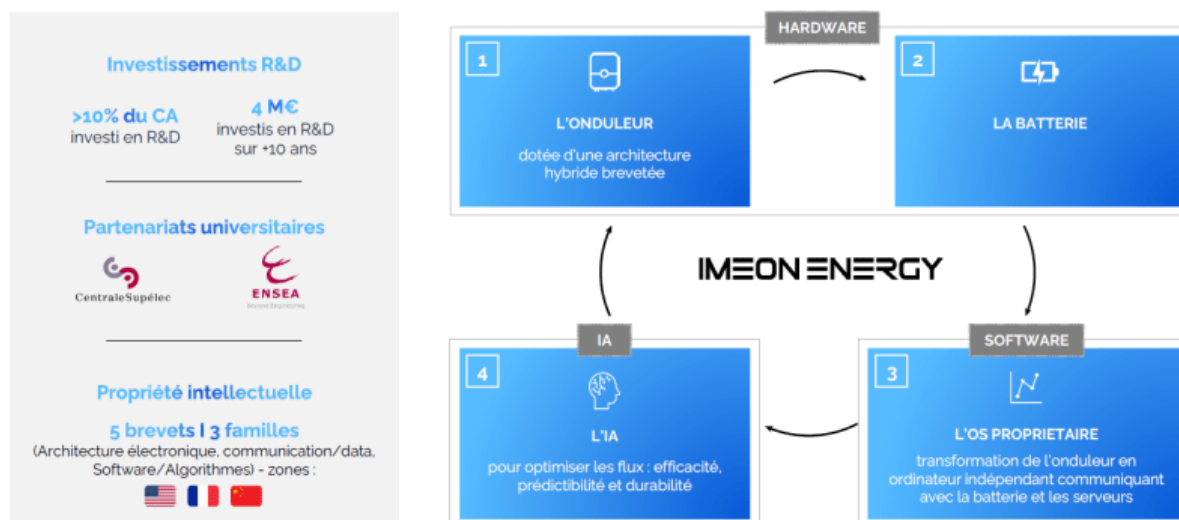 Investissements R&D
>10% du CA
investi en R&D
4 M€
investis en R&D
sur +10 ans
Partenariats universitaires
CentraleSupélec
ENSEA
Beyond Engineering
Propriété intellectuelle
5 brevets I 3 familles
(Architecture électronique, communication/data,
Software/Algorithmes) - zones :
HARDWARE
1
L'ONDULEUR
dotée d'une architecture
hybride brevetée
2
LA BATTERIE
IMEON ENERGY
IA
4
L'IA
pour optimiser les flux : efficacité,
prédictibilité et durabilité
SOFTWARE
3
L'OS PROPRIETAIRE
transformation de l'onduleur en
ordinateur indépendant communiquant
avec la batterie et les serveurs